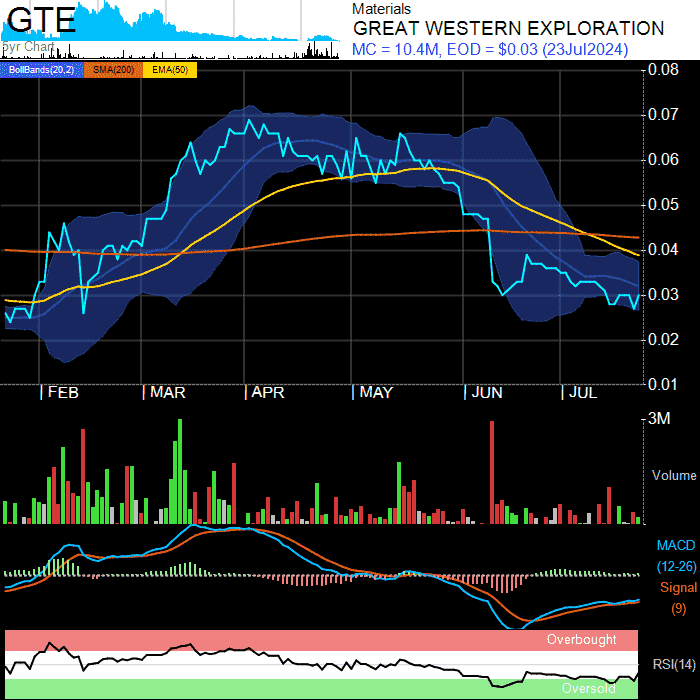 GTE
Materials
GREAT WESTERN EXPLORATION
MC = 10.4M, EOD = $0.03 (23Jul2024)
5yr Chart
BollBands(20,2) SMA(200) EMA(50)
0.08
0.07
0.06
0.05
0.04
0.03
0.02
0.01
FEB MAR APR MAY JUN JUL
3M
Volume
MACD
(12-26)
Signal
(9)
Overbought
RSI(14)
Oversold